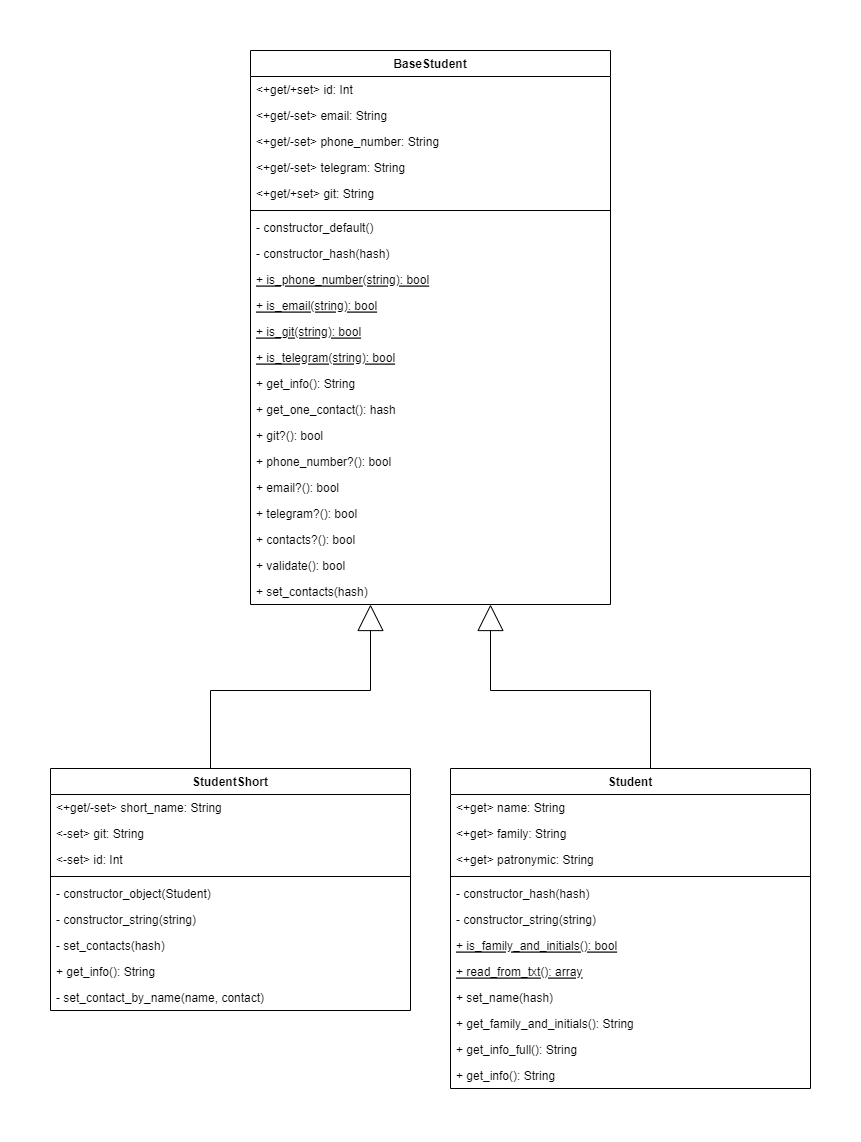 BaseStudent
<+get/+set> id: Int
<+get/-set> email: String
<+get/-set> phone_number: String
<+get/-set> telegram: String
<+get/+set> git: String
- constructor_default()
- constructor_hash(hash)
+ is_phone_number(string): bool
+ is_email(string): bool
+ is_git(string): bool
+ is_telegram(string): bool
+ get_info(): String
+ get_one_contact(): hash
+ git?(): bool
+ phone_number?(): bool
+ email?(): bool
+ telegram?(): bool
+ contacts?(): bool
+ validate(): bool
+ set_contacts(hash)
StudentShort
<+get/-set> short_name: String
<-set> git: String
<-set> id: Int
- constructor_object(Student)
- constructor_string(string)
- set_contacts(hash)
+ get_info(): String
- set_contact_by_name(name, contact)
Student
<+get> name: String
<+get> family: String
<+get> patronymic: String
- constructor_hash(hash)
- constructor_string(string)
+ is_family_and_initials(): bool
+ read_from_txt(): array
+ set_name(hash)
+ get_family_and_initials(): String
+ get_info_full(): String
+ get_info(): String